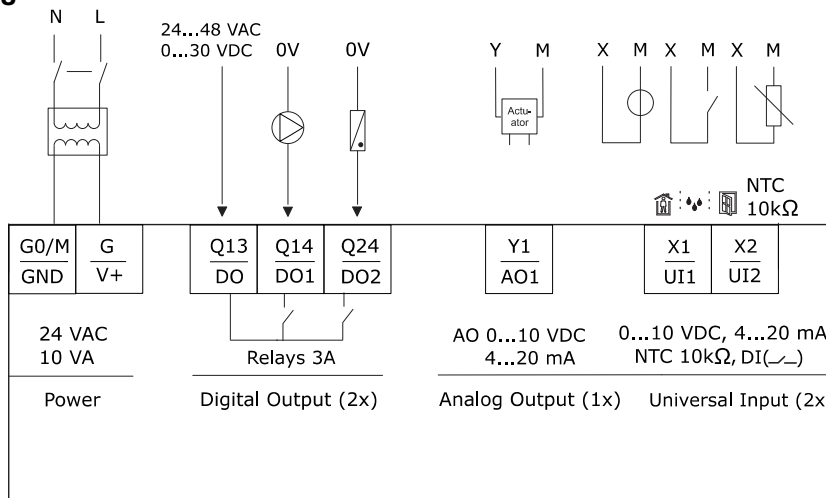 N L
24...48 VAC
0...30 VDC 0V 0V
Y M X M X M X M
Actu-
ator
NTC
10kΩ
G0/M G Q13 Q14 Q24 Y1 X1 X2
GND V+ DO DO1 DO2 AO1 UI1 UI2
24 VAC
10 VA
Relays 3A
AO 0...10 VDC
4...20 mA
0...10 VDC, 4...20 mA
NTC 10kΩ, DI( )
Power Digital Output (2x) Analog Output (1x) Universal Input (2x